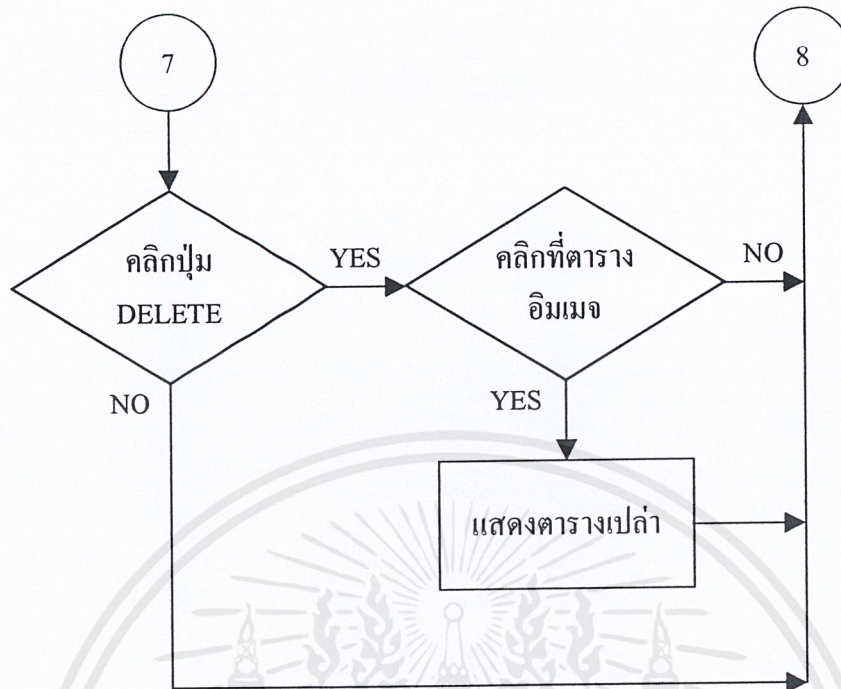 7
8
คลิกปุ่ม
DELETE
YES
คลิกที่ตาราง
อิมเมจ
NO
NO
YES
แสดงตารางเปล่า